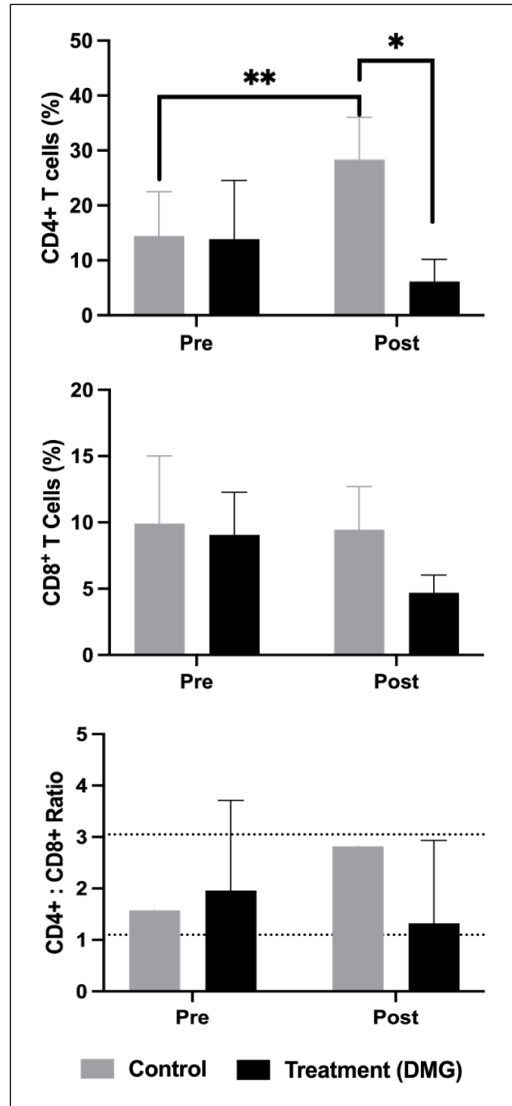 50
40
30
20
10
0
CD4+ T cells (%)
**
*
Pre Post
20
15
10
5
0
CD8⁺ T Cells (%)
Pre Post
5
4
3
2
1
0
CD4+ : CD8+ Ratio
Pre Post
Control Treatment (DMG)